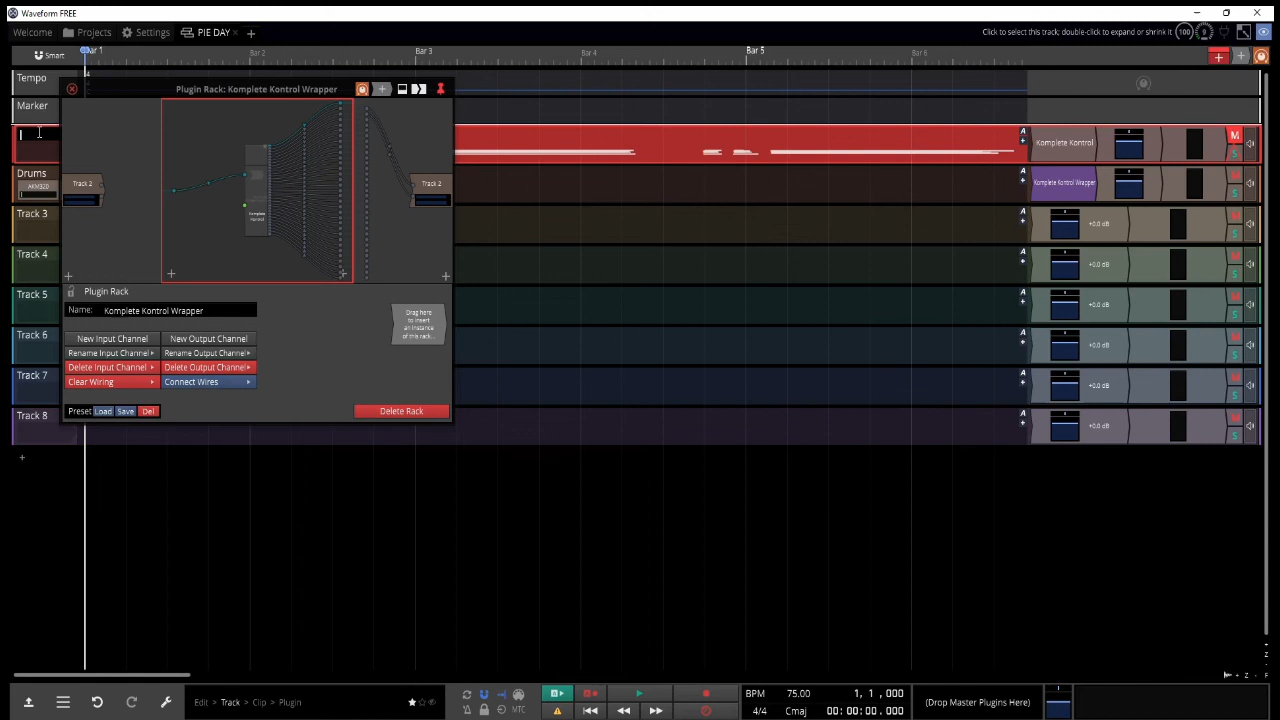 Waveform FREE
Welcome
Projects
Settings
PIE DAY
Click to select this track; double-click to expand or shrink it
100
9
Smart
Bar 1
Bar 2
Bar 3
Bar 4
Bar 5
Bar 6
Tempo
Marker
Plugin Rack: Komplete Kontrol Wrapper
Track 2
Komplete Kontrol
Track 2
Plugin Rack
Name: Komplete Kontrol Wrapper
Drag here to insert an instance of this rack...
New Input Channel
New Output Channel
Rename Input Channel
Rename Output Channel
Delete Input Channel
Delete Output Channel
Clear Wiring
Connect Wires
Preset Load Save Del
Delete Rack
A
Komplete Kontrol
M
S
Drums
AKM320
A
Komplete Kontrol Wrapper
M
S
Track 3
A
+0.0 dB
M
S
Track 4
A
+0.0 dB
M
S
Track 5
A
+0.0 dB
M
S
Track 6
A
+0.0 dB
M
S
Track 7
A
+0.0 dB
M
S
Track 8
A
+0.0 dB
M
S
Edit > Track > Clip > Plugin
MTC
BPM 75.00
4/4 Cmaj
1, 1 ,000
00: 00: 00 .000
(Drop Master Plugins Here)